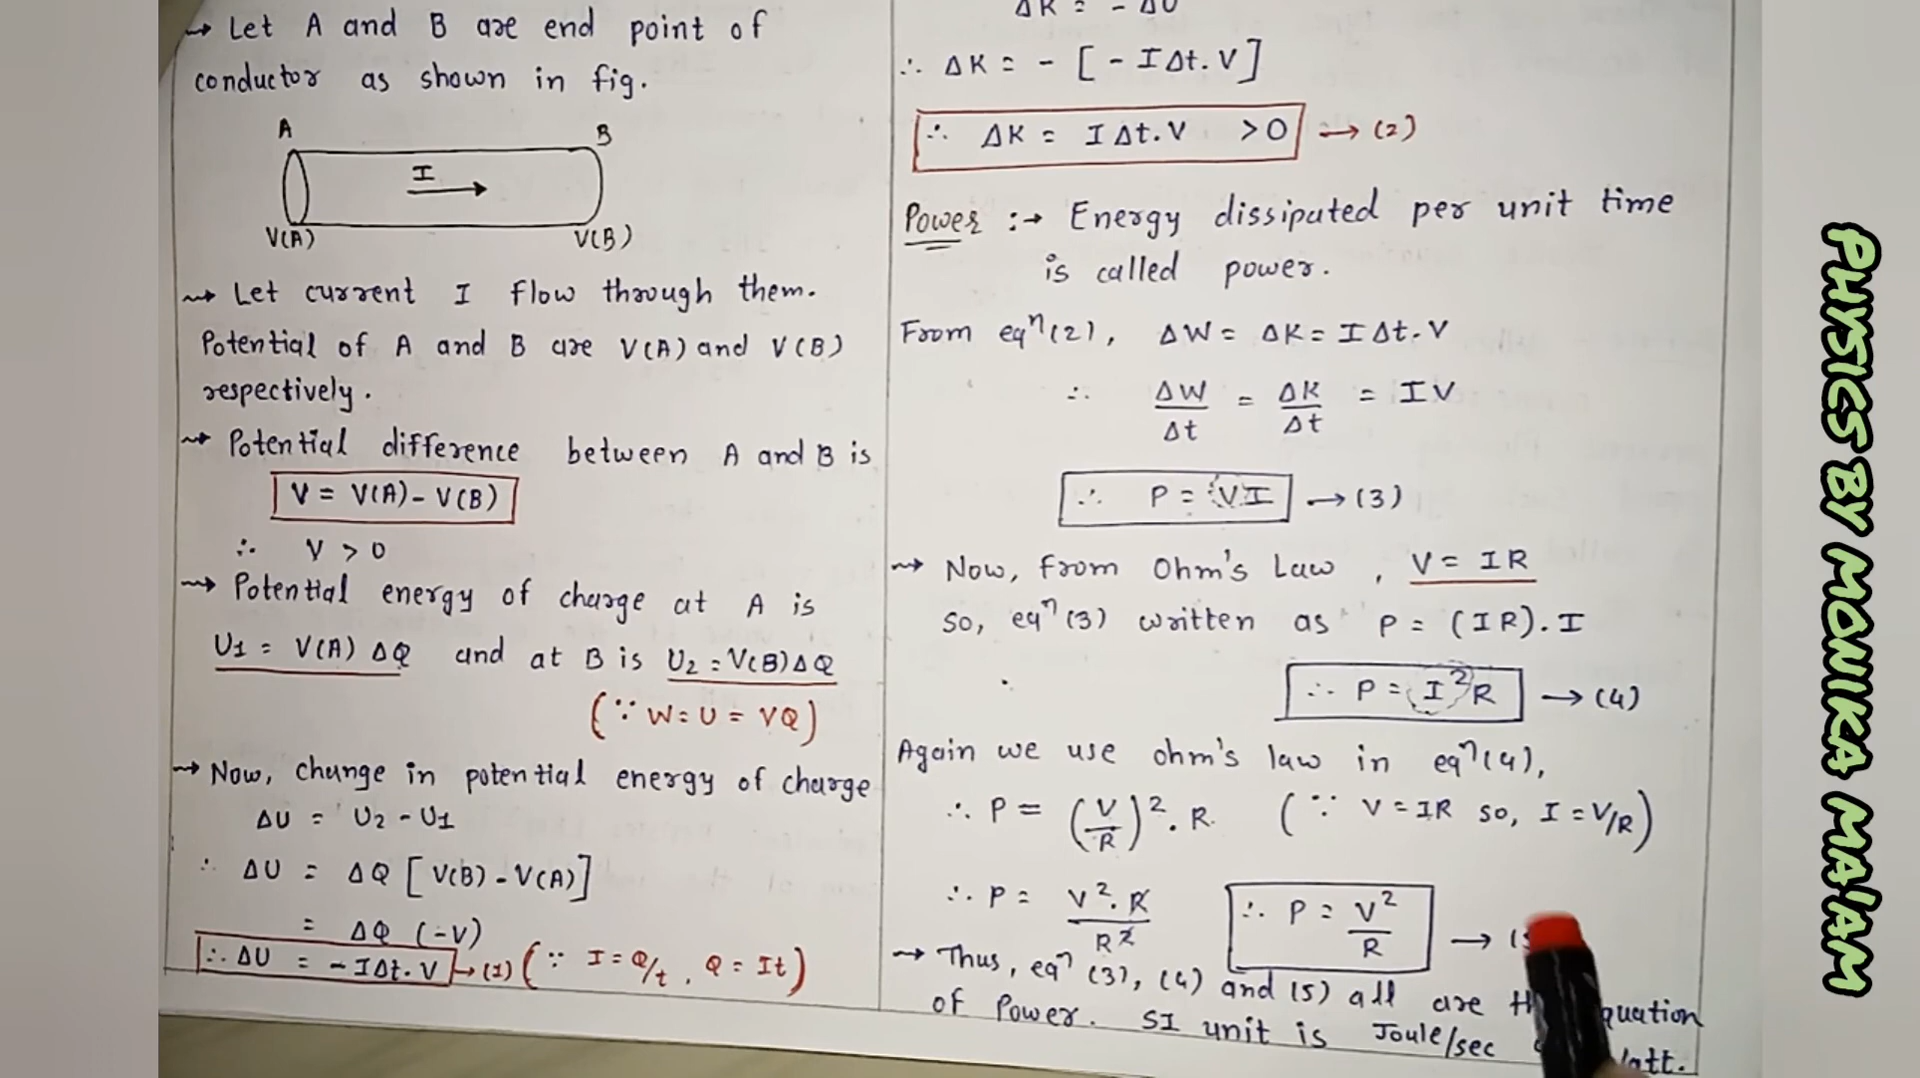 → Let A and B are end point of
conductor as shown in fig.
A B
I
V(A) V(B)
→ Let current I flow through them.
Potential of A and B are V(A) and V(B)
respectively.
→ Potential difference between A and B is
V = V(A) - V(B)
∴ V > 0
→ Potential energy of charge at A is
U1 = V(A) ΔQ and at B is U2 = V(B) ΔQ
(∵ W = U = VQ)
→ Now, change in potential energy of charge
ΔU = U2 - U1
∴ ΔU = ΔQ [V(B) - V(A)]
= ΔQ (-V)
∴ ΔU = - IΔt. V → (1) (∵ I = Q/t, Q = It)
ΔK = - ΔU
∴ ΔK = - [- IΔt. V]
∴ ΔK = IΔt. V > 0 → (2)
Power :→ Energy dissipated per unit time
is called power.
From eqⁿ (2), ΔW = ΔK = IΔt. V
∴ ΔW/Δt = ΔK/Δt = IV
∴ P = VI → (3)
→ Now, from Ohm's Law, V = IR
so, eqⁿ (3) written as P = (IR). I
∴ P = I²R → (4)
Again we use ohm's law in eqⁿ (4),
∴ P = (V/R)². R (∵ V = IR so, I = V/R)
∴ P = V². R/R² ∴ P = V²/R →
→ Thus, eqⁿ (3), (4) and (5) all are equation
of Power. SI unit is Joule/sec
PHYSICS BY MONIKA MA'AM